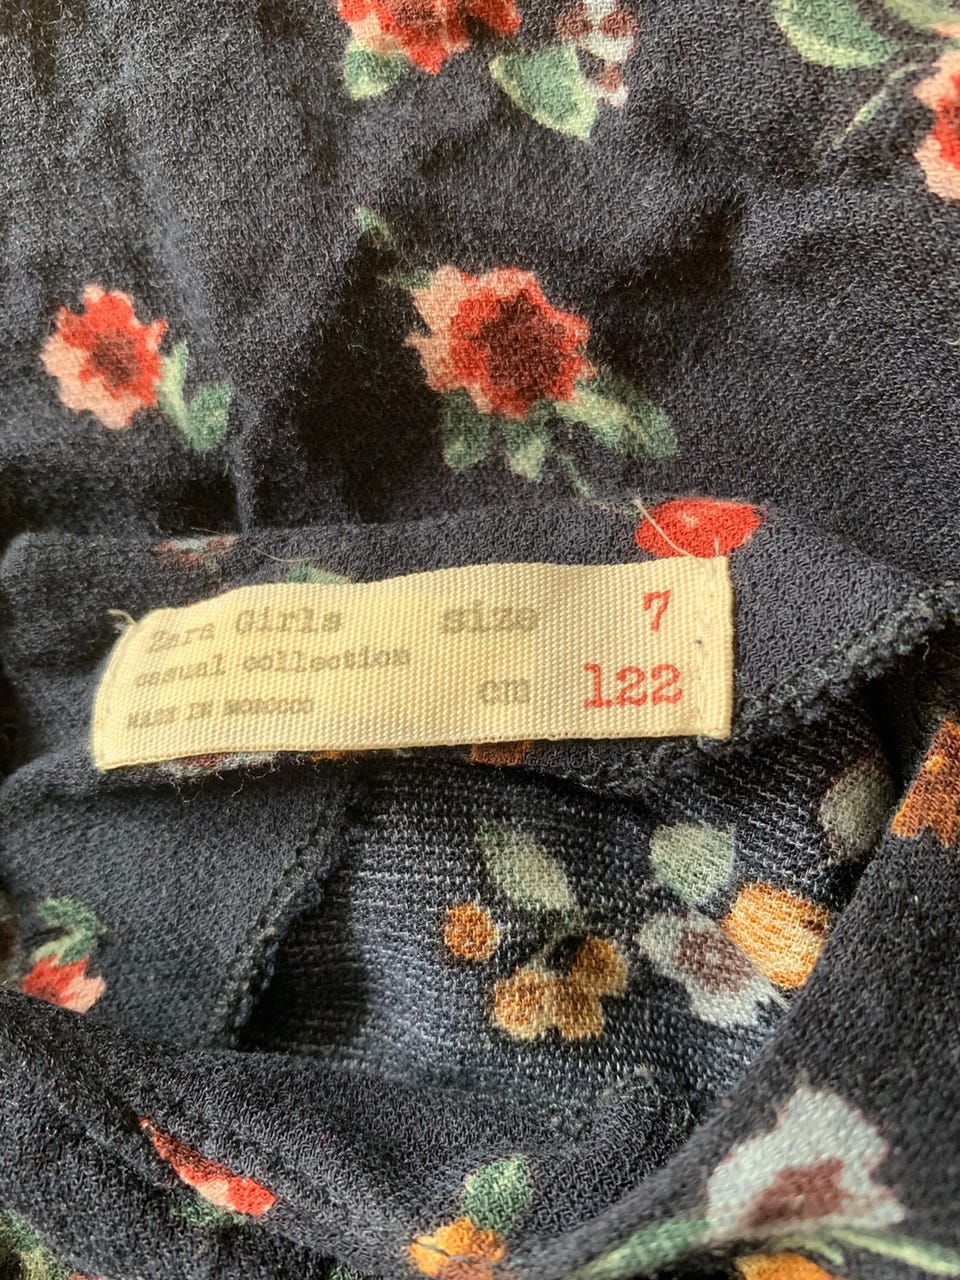 Zara Girls size 7
casual collection
cm 122
MADE IN MOROCCO